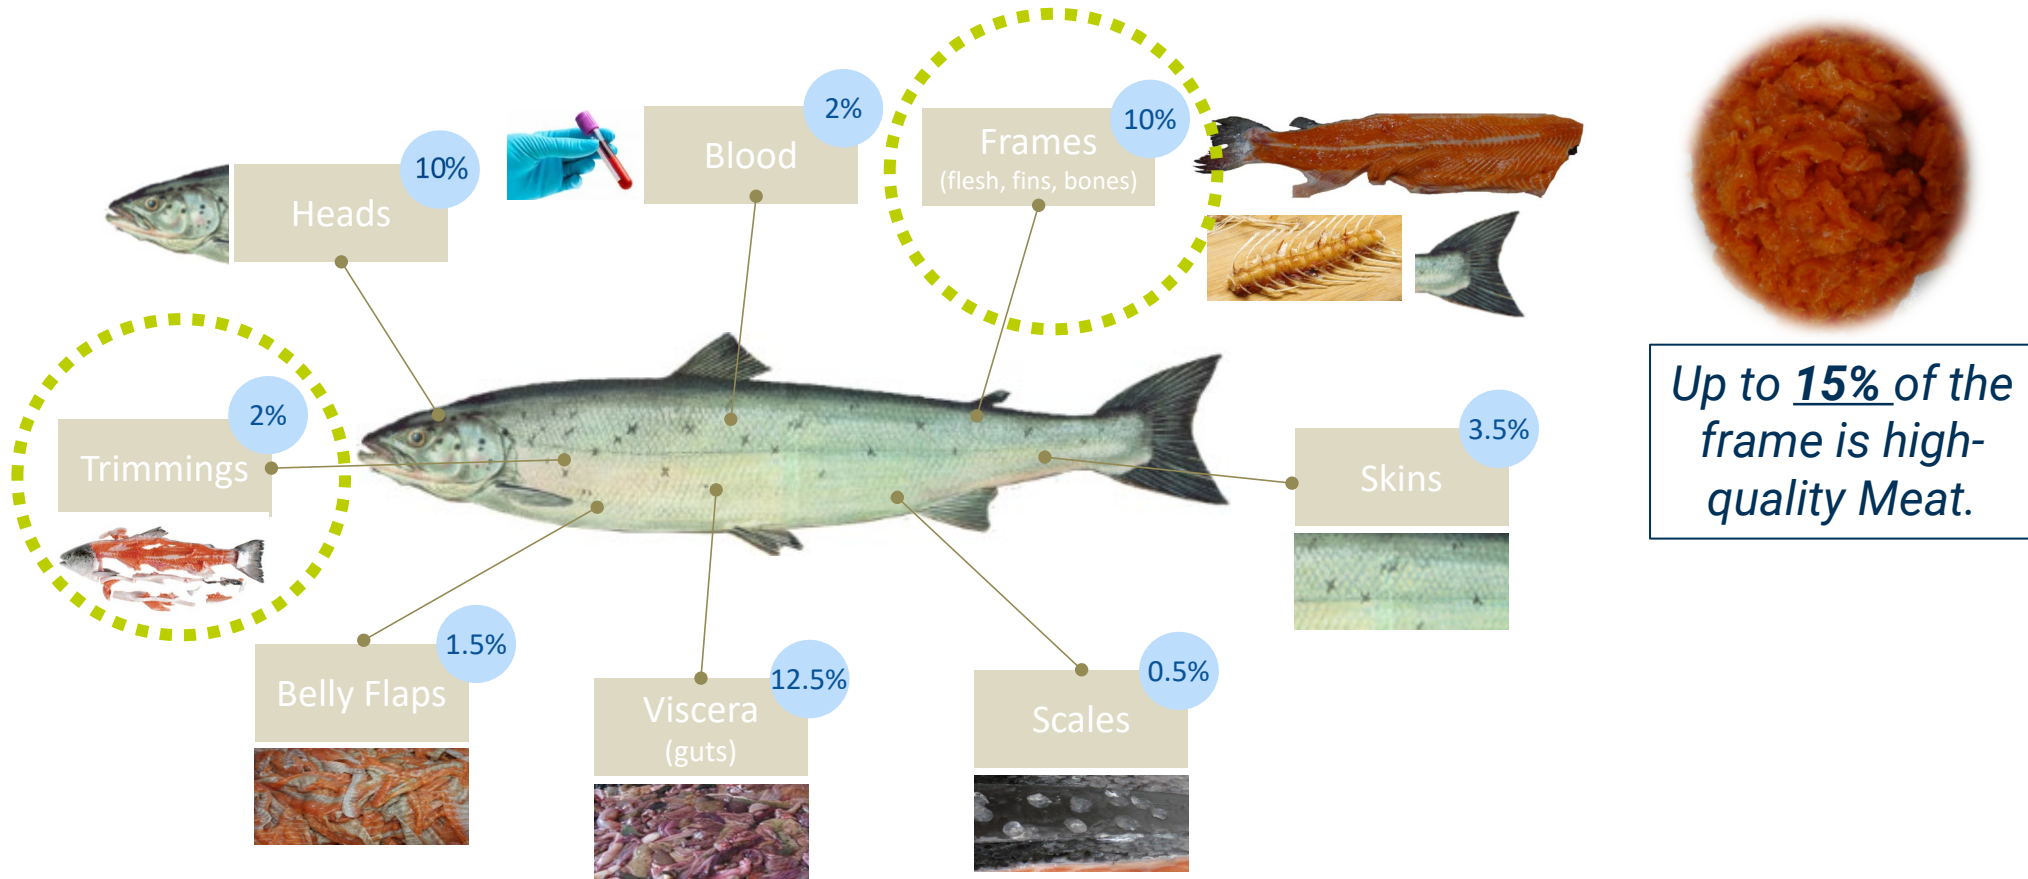 2%
Blood
10%
Frames
(flesh, fins, bones)
10%
Heads
2%
Trimmings
3.5%
Skins
Up to 15% of the
frame is high-
quality Meat.
1.5%
Belly Flaps
12.5%
Viscera
(guts)
0.5%
Scales